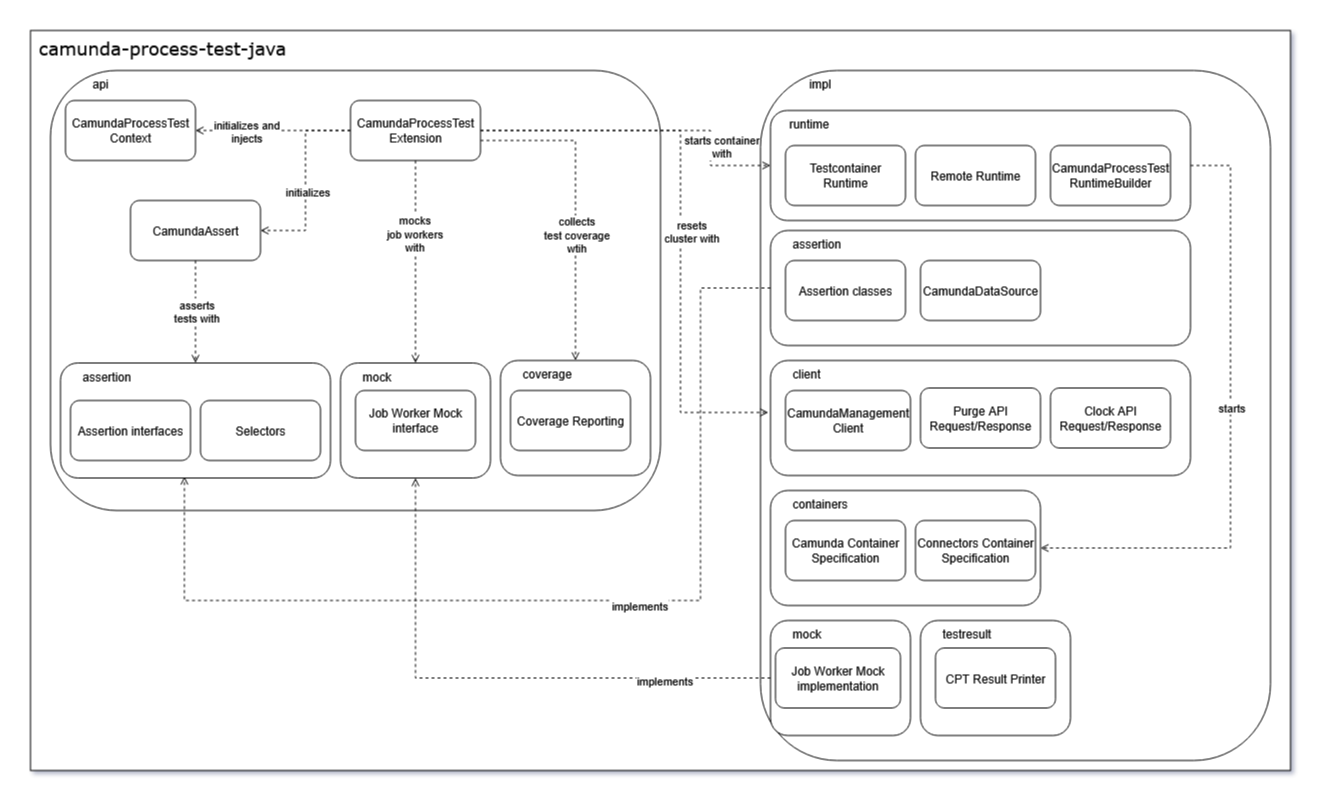 camunda-process-test-java
api
CamundaProcessTest
Context
initializes and
injects
CamundaProcessTest
Extension
initializes
CamundaAssert
mocks
job workers
with
collects
test coverage
wtih
asserts
tests with
assertion
Assertion interfaces
Selectors
mock
Job Worker Mock
interface
coverage
Coverage Reporting
starts container
with
resets
cluster with
implements
implements
impl
runtime
Testcontainer
Runtime
Remote Runtime
CamundaProcessTest
RuntimeBuilder
assertion
Assertion classes
CamundaDataSource
client
CamundaManagement
Client
Purge API
Request/Response
Clock API
Request/Response
starts
containers
Camunda Container
Specification
Connectors Container
Specification
mock
Job Worker Mock
implementation
testresult
CPT Result Printer